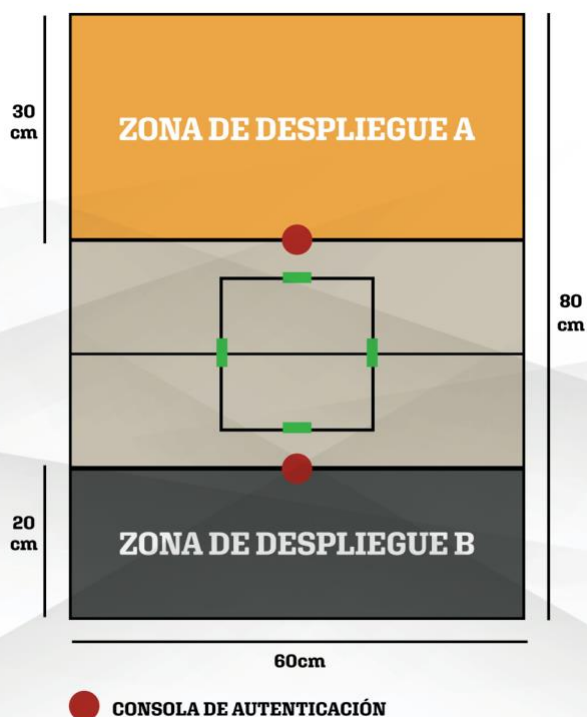 ZONA DE DESPLIEGUE A
30
cm
80
cm
20
cm
ZONA DE DESPLIEGUE B
60cm
CONSOLA DE AUTENTICACIÓN